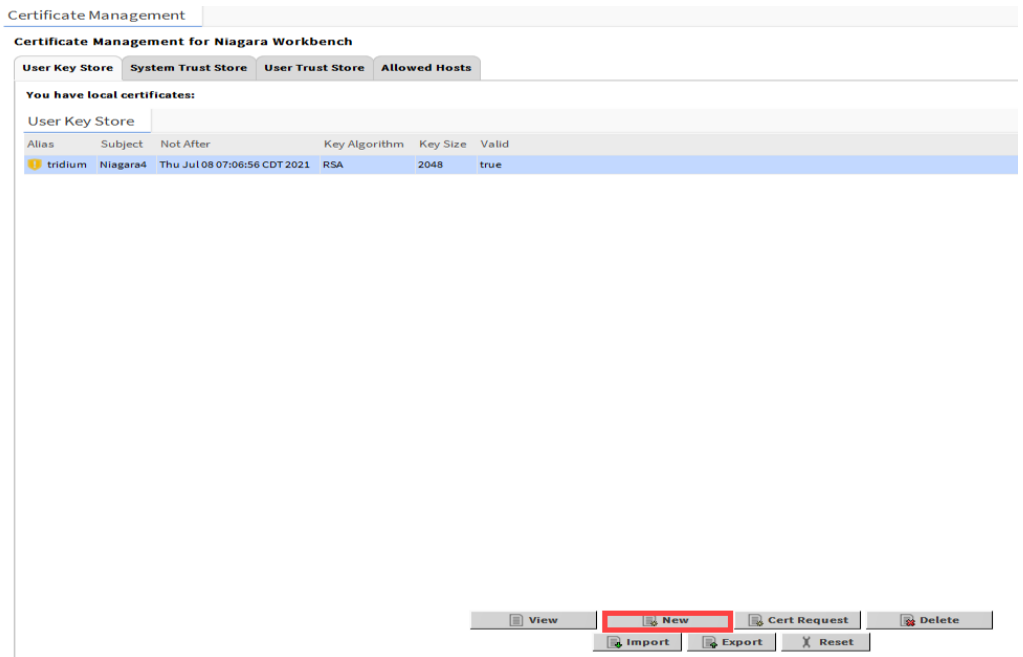 Certificate Management
Certificate Management for Niagara Workbench
User Key Store System Trust Store User Trust Store Allowed Hosts
You have local certificates:
User Key Store
Alias Subject Not After Key Algorithm Key Size Valid
tridium Niagara4 Thu Jul 08 07:06:56 CDT 2021 RSA 2048 true
View New Cert Request Delete
Import Export Reset